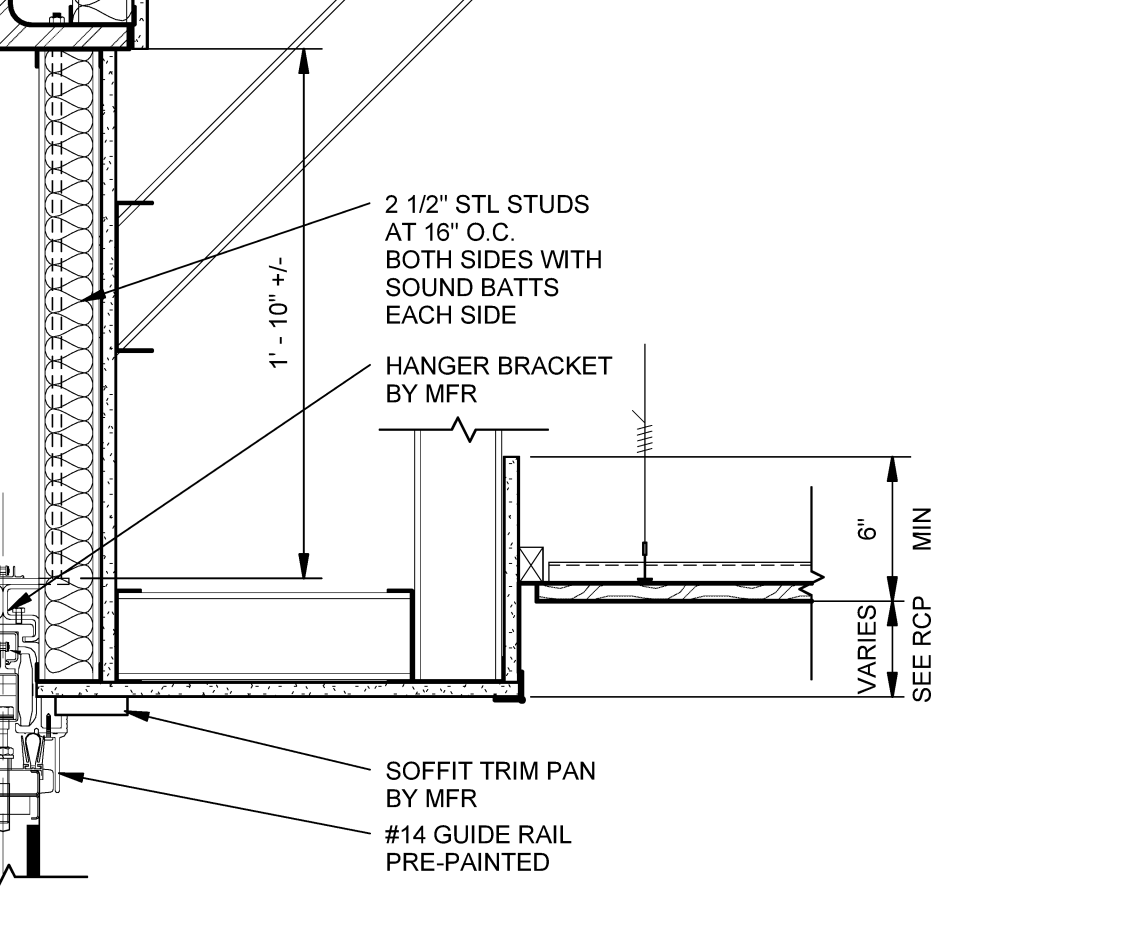 2 1/2" STL STUDS
AT 16" O.C.
BOTH SIDES WITH
SOUND BATTS
EACH SIDE
1' - 10" +/-
HANGER BRACKET
BY MFR
6"
MIN
VARIES
SEE RCP
SOFFIT TRIM PAN
BY MFR
#14 GUIDE RAIL
PRE-PAINTED